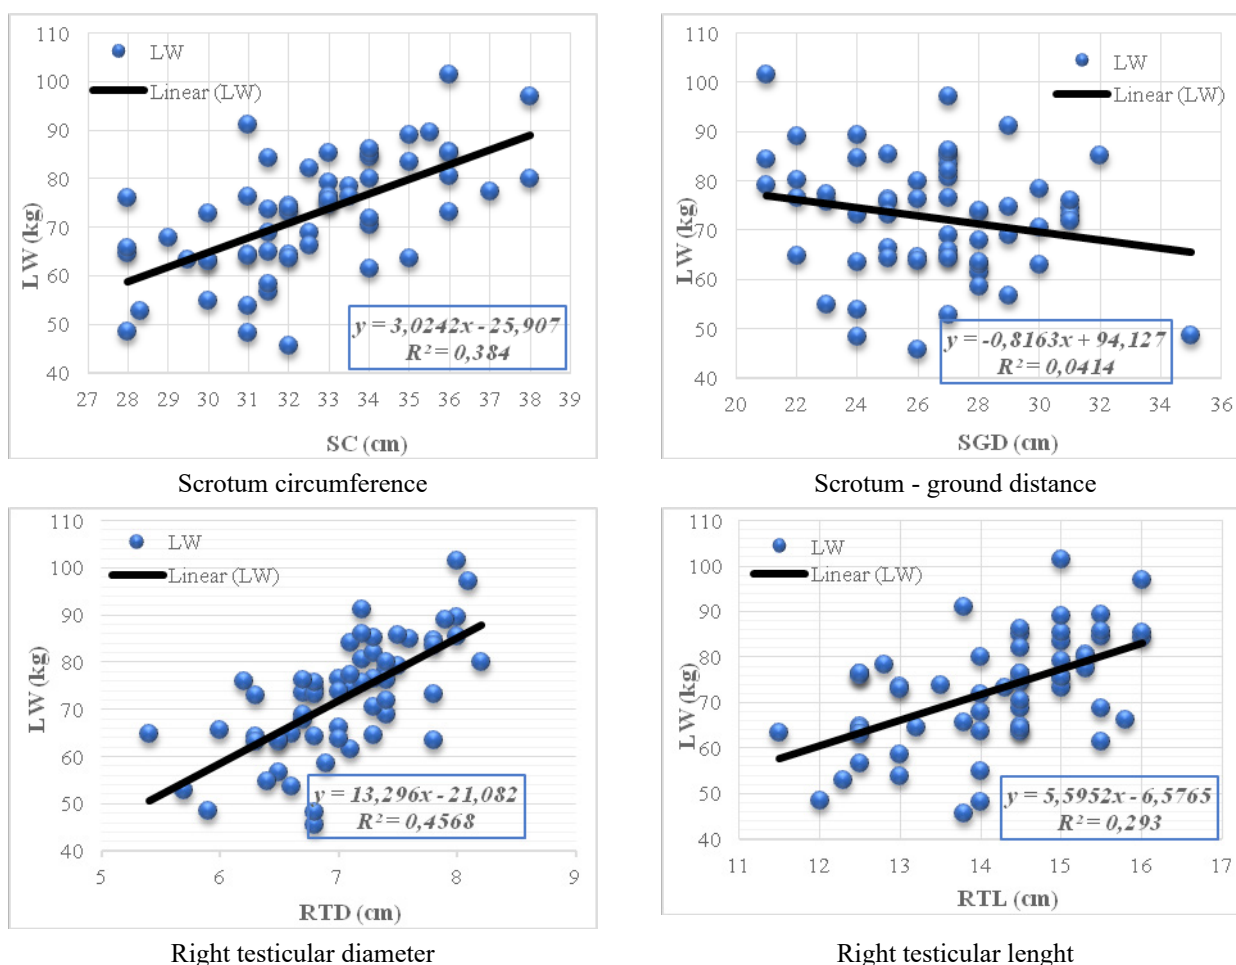 110
100
90
80
70
60
50
40
LW (kg)
LW
Linear (LW)
y = 3,0242x - 25,907
R² = 0,384
27 28 29 30 31 32 33 34 35 36 37 38 39
SC (cm)
Scrotum circumference
110
100
90
80
70
60
50
40
LW (kg)
LW
Linear (LW)
y = -0,8163x + 94,127
R² = 0,0414
20 22 24 26 28 30 32 34 36
SGD (cm)
Scrotum - ground distance
110
100
90
80
70
60
50
40
LW (kg)
LW
Linear (LW)
y = 13,296x - 21,082
R² = 0,4568
5 6 7 8 9
RTD (cm)
Right testicular diameter
110
100
90
80
70
60
50
40
LW (kg)
LW
Linear (LW)
y = 5,5952x - 6,5765
R² = 0,293
11 12 13 14 15 16 17
RTL (cm)
Right testicular lenght